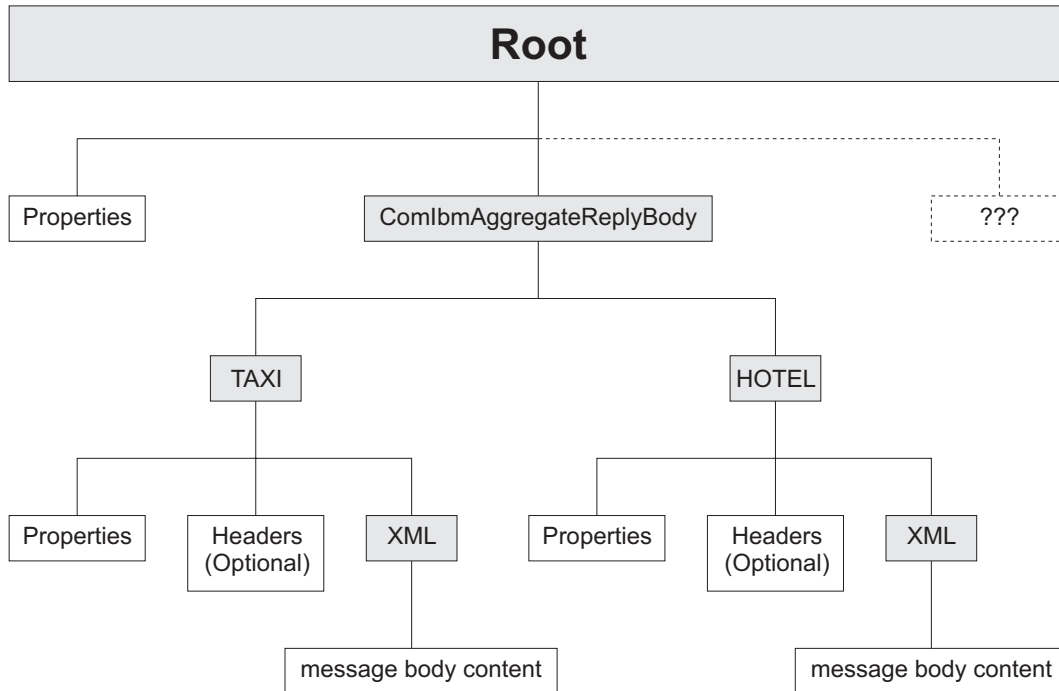 Root
Properties
ComIbmAggregateReplyBody
???
TAXI
HOTEL
Properties
Headers
(Optional)
XML
Properties
Headers
(Optional)
XML
message body content
message body content